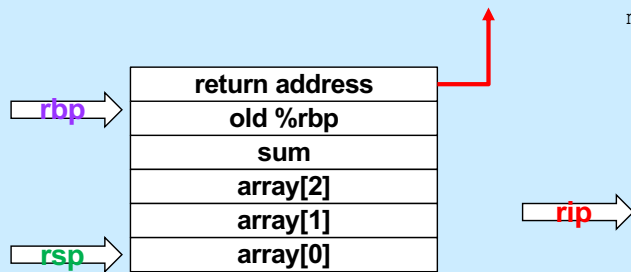 return address
rbp
old %rbp
sum
array[2]
array[1]
rip
rsp
array[0]